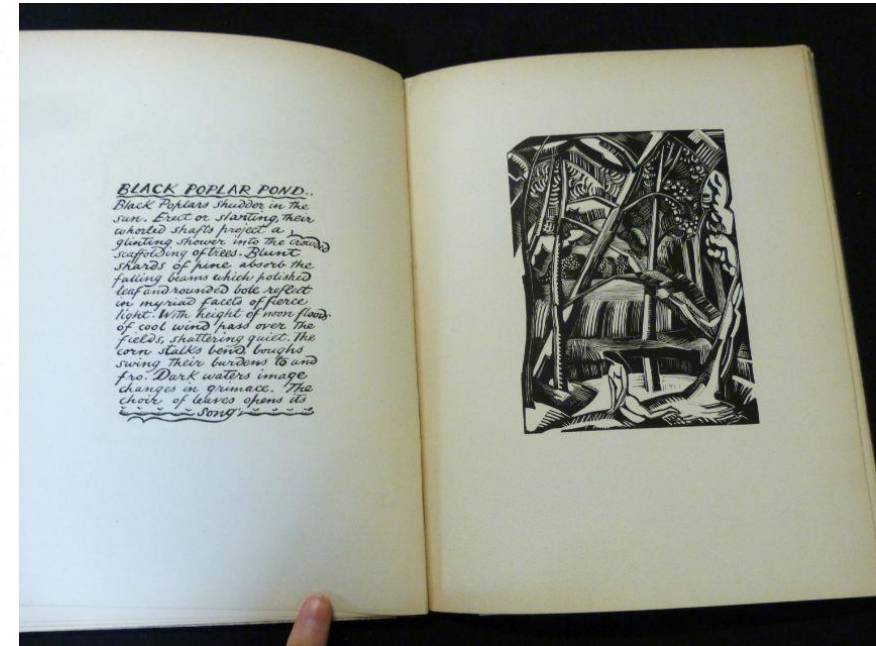 BLACK POPLAR POND..
Black Poplars shudder in the
sun. Erect or slanting, their
whorled shafts project a
glinting shower into the crowded
scaffolding of trees. Blunt
shards of pine absorb the
falling beams which polished
leaf and rounded bole reflect
in myriad facets of fierce
light. With height of noon floods
of cool wind pass over the
fields, shattering quiet. The
corn stalks bend, boughs
swing their burdens to and
fro. Dark waters image
changes in grimace. The
choir of leaves opens its
song.